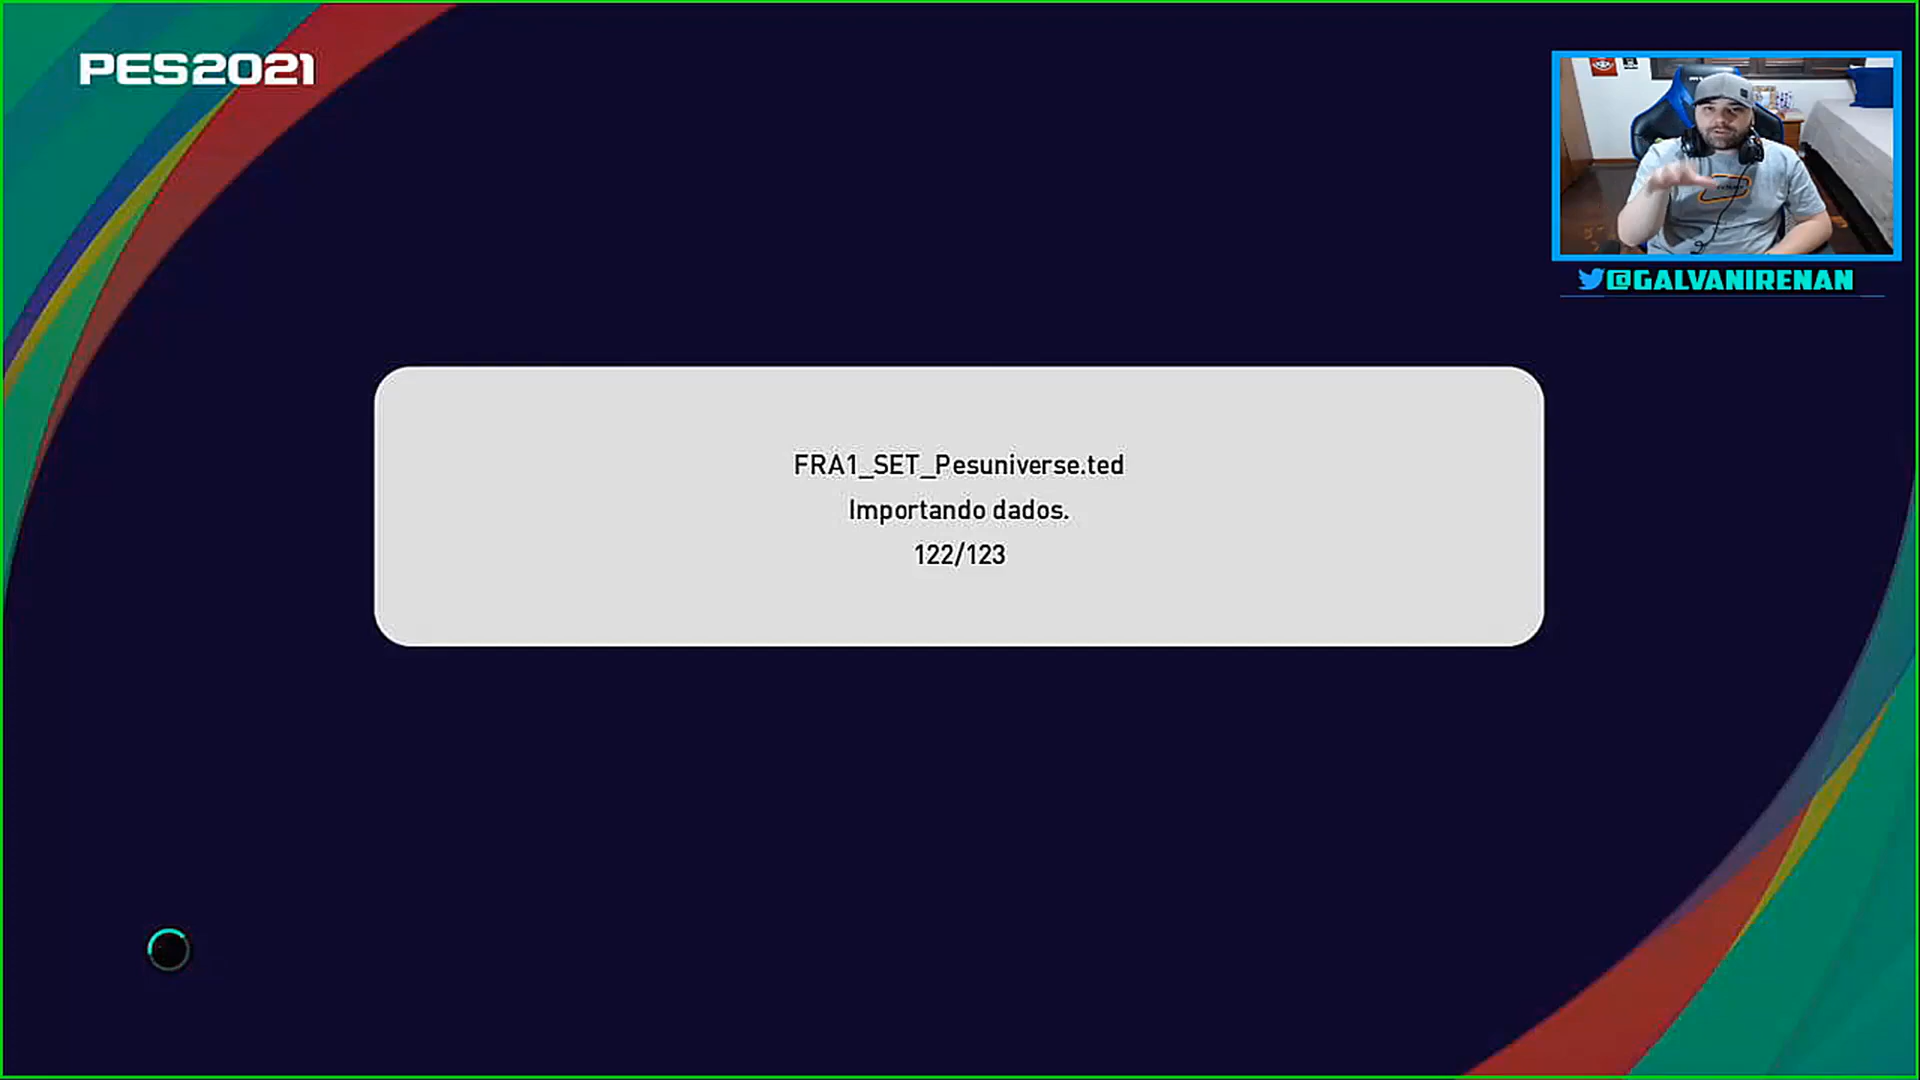 PES2021
@GALVANIRENAN
FRA1_SET_Pesuniverse.ted
Importando dados.
122/123